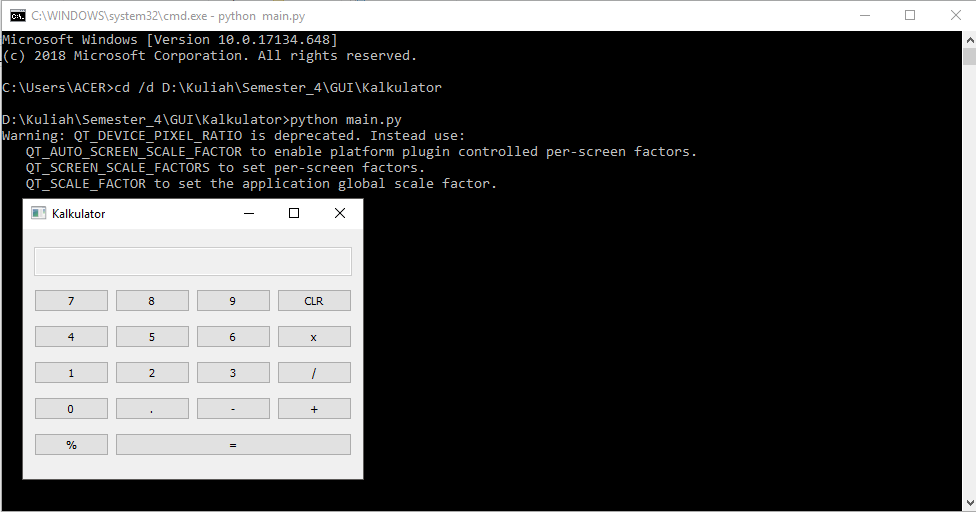 C:\WINDOWS\system32\cmd.exe - python  main.py
Microsoft Windows [Version 10.0.17134.648]
(c) 2018 Microsoft Corporation. All rights reserved.
C:\Users\ACER>cd /d D:\Kuliah\Semester_4\GUI\Kalkulator
D:\Kuliah\Semester_4\GUI\Kalkulator>python main.py
Warning: QT_DEVICE_PIXEL_RATIO is deprecated. Instead use:
   QT_AUTO_SCREEN_SCALE_FACTOR to enable platform plugin controlled per-screen factors.
   QT_SCREEN_SCALE_FACTORS to set per-screen factors.
   QT_SCALE_FACTOR to set the application global scale factor.
Kalkulator
7 8 9 CLR
4 5 6 x
1 2 3 /
0 . - +
% =